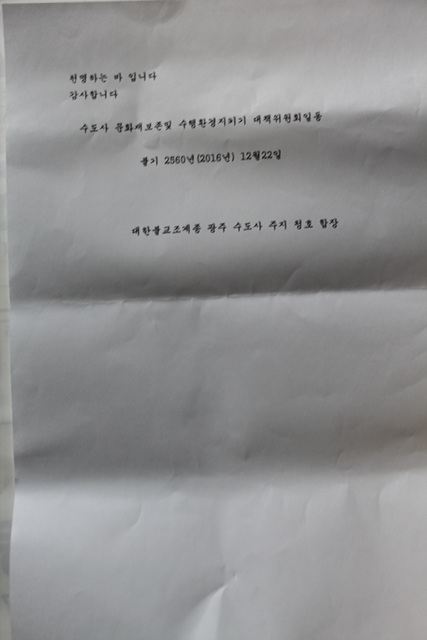 천명하는 바 입니다
감사합니다
수도사 문화재보존및 수행환경지키기 대책위원회일동
불기 2560년(2016년) 12월22일
대한불교조계종 광주 수도사 주지 청호 합장